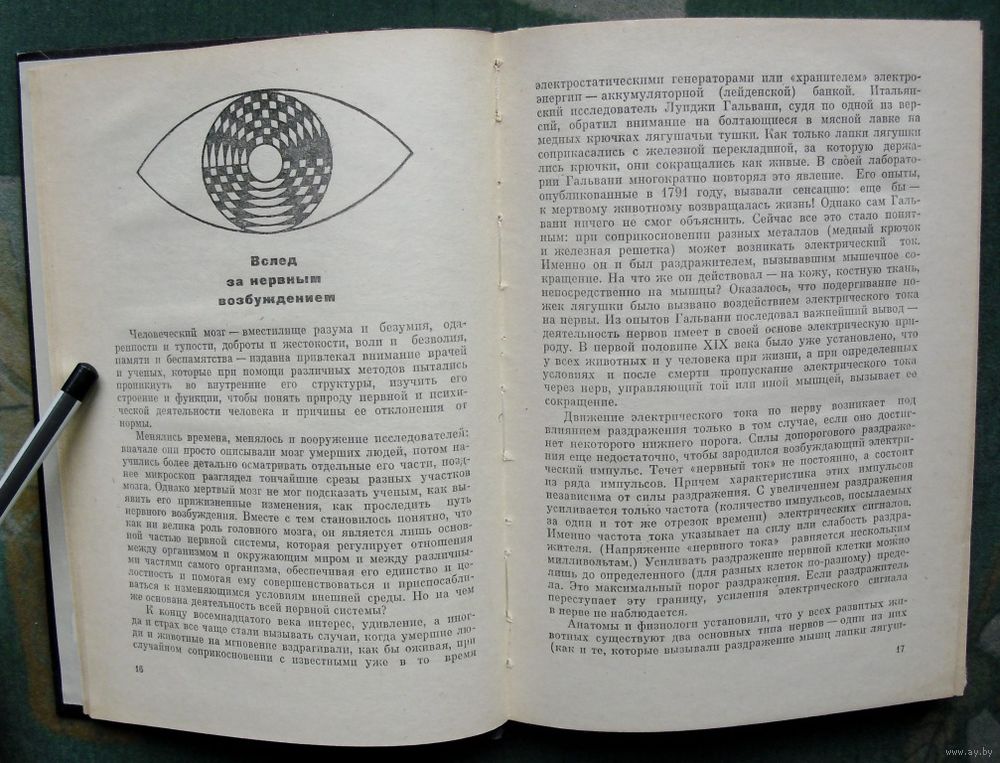 Вслед
за нервным
возбуждением
Человеческий мозг — вместилище разума и безумия, ода-
ренности и тупости, доброты и жестокости, воли и безволия,
памяти и беспамятства — издавна привлекал внимание врачей
и ученых, которые при помощи различных методов пытались
проникнуть во внутренние его структуры, изучить его
строение и функции, чтобы понять природу нервной и психи-
ческой деятельности человека и причины ее отклонения от
нормы.
Менялись времена, менялось и вооружение исследователей:
вначале они просто описывали мозг умерших людей, потом на-
учились более детально осматривать отдельные его части, позд-
нее микроскоп разглядел тончайшие срезы разных участков
мозга. Однако мертвый мозг не мог подсказать ученым, как вы-
явить его прижизненные изменения, как проследить путь
нервного возбуждения. Вместе с тем становилось понятно, что
как ни велика роль головного мозга, он является лишь основ-
ной частью нервной системы, которая регулирует отношения
между организмом и окружающим миром и между различны-
ми частями самого организма, обеспечивая его единство и це-
лостность и помогая ему совершенствоваться и приспосабли-
ваться к изменяющимся условиям внешней среды. Но на чем
же основана деятельность всей нервной системы?
К концу восемнадцатого века интерес, удивление, а иног-
да и страх все чаще стали вызывать случаи, когда умершие лю-
ди и животные на мгновение вздрагивали, как бы оживая, при
случайном соприкосновении с известными уже в то время
16
электростатическими генераторами или «хранителем» электро-
энергии — аккумуляторной (лейденской) банкой. Итальян-
ский исследователь Луиджи Гальвани, судя по одной из вер-
сий, обратил внимание на болтающиеся в мясной лавке на
медных крючках лягушачьи тушки. Как только лапки лягушки
соприкасались с железной перекладиной, за которую держа-
лись крючки, они сокращались как живые. В своей лаборато-
рии Гальвани многократно повторял это явление. Его опыты,
опубликованные в 1791 году, вызвали сенсацию: еще бы —
к мертвому животному возвращалась жизнь! Однако сам Галь-
вани ничего не смог объяснить. Сейчас все это стало понят-
ным: при соприкосновении разных металлов (медный крючок
и железная решетка) может возникать электрический ток.
Именно он и был раздражителем, вызывавшим мышечное со-
кращение. На что же он действовал — на кожу, костную ткань,
непосредственно на мышцы? Оказалось, что подергивание но-
жек лягушки было вызвано воздействием электрического тока
на нервы. Из опытов Гальвани последовал важнейший вывод —
деятельность нервов имеет в своей основе электрическую при-
роду. В первой половине XIX века было уже установлено, что
у всех животных и у человека при жизни, а при определенных
условиях и после смерти пропускание электрического тока
через нерв, управляющий той или иной мышцей, вызывает ее
сокращение.
Движение электрического тока по нерву возникает под
влиянием раздражения только в том случае, если оно достиг-
нет некоторого нижнего порога. Силы допорогового раздраже-
ния еще недостаточно, чтобы зародился возбуждающий электри-
ческий импульс. Течет «нервный ток» не постоянно, а состоит
из ряда импульсов. Причем характеристика этих импульсов
независима от силы раздражения. С увеличением раздражения
усиливается только частота (количество импульсов, посылаемых
за один и тот же отрезок времени) электрических сигналов.
Именно частота тока указывает на силу или слабость раздра-
жителя. (Напряжение «нервного тока» равняется нескольким
милливольтам.) Усиливать раздражение нервной клетки можно
лишь до определенного (для разных клеток по-разному) преде-
ла. Это максимальный порог раздражения. Если раздражитель
переступает эту границу, усиления электрического сигнала
в нерве не наблюдается.
Анатомы и физиологи установили, что у всех развитых жи-
вотных существуют два основных типа нервов — одни из них
(как и те, которые вызывали раздражение мышц лапки лягуш-
17
www.ay.by